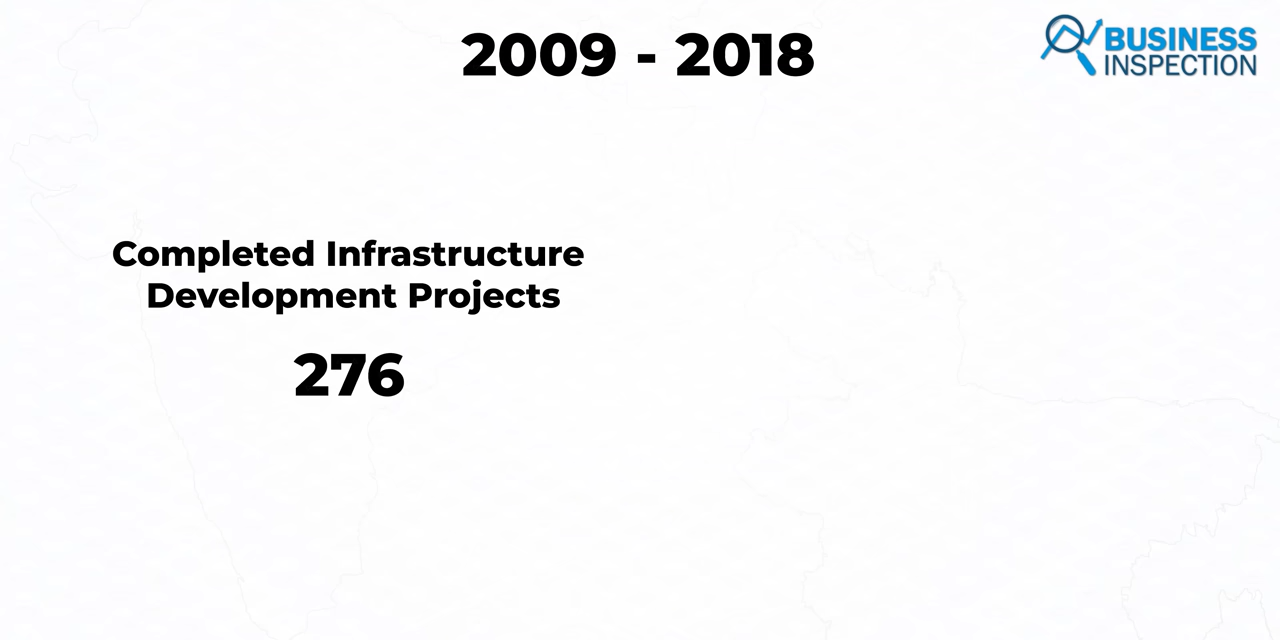 2009 - 2018
BUSINESS
INSPECTION
Completed Infrastructure
Development Projects
276